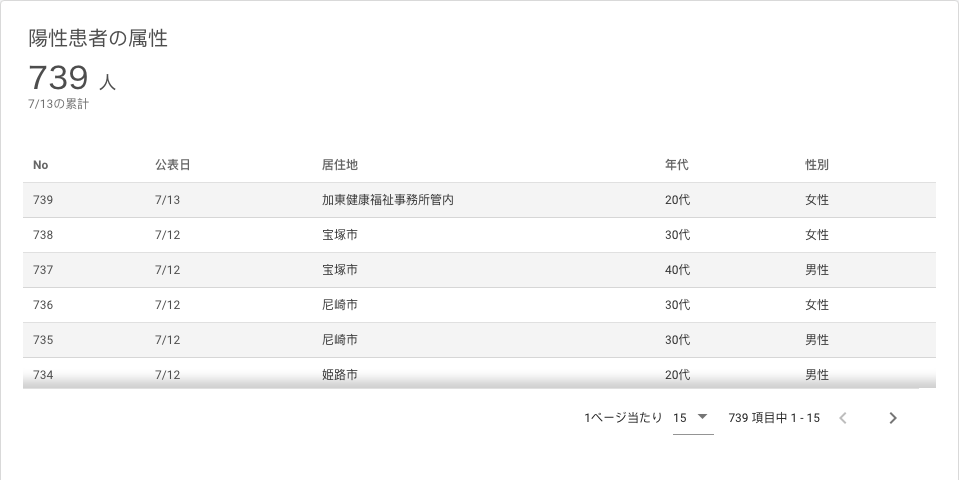 陽性患者の属性
739 人
7/13の累計
No 公表日 居住地 年代 性別
739 7/13 加東健康福祉事務所管内 20代 女性
738 7/12 宝塚市 30代 女性
737 7/12 宝塚市 40代 男性
736 7/12 尼崎市 30代 女性
735 7/12 尼崎市 30代 男性
734 7/12 姫路市 20代 男性
1ページ当たり 15 739 項目中 1 - 15